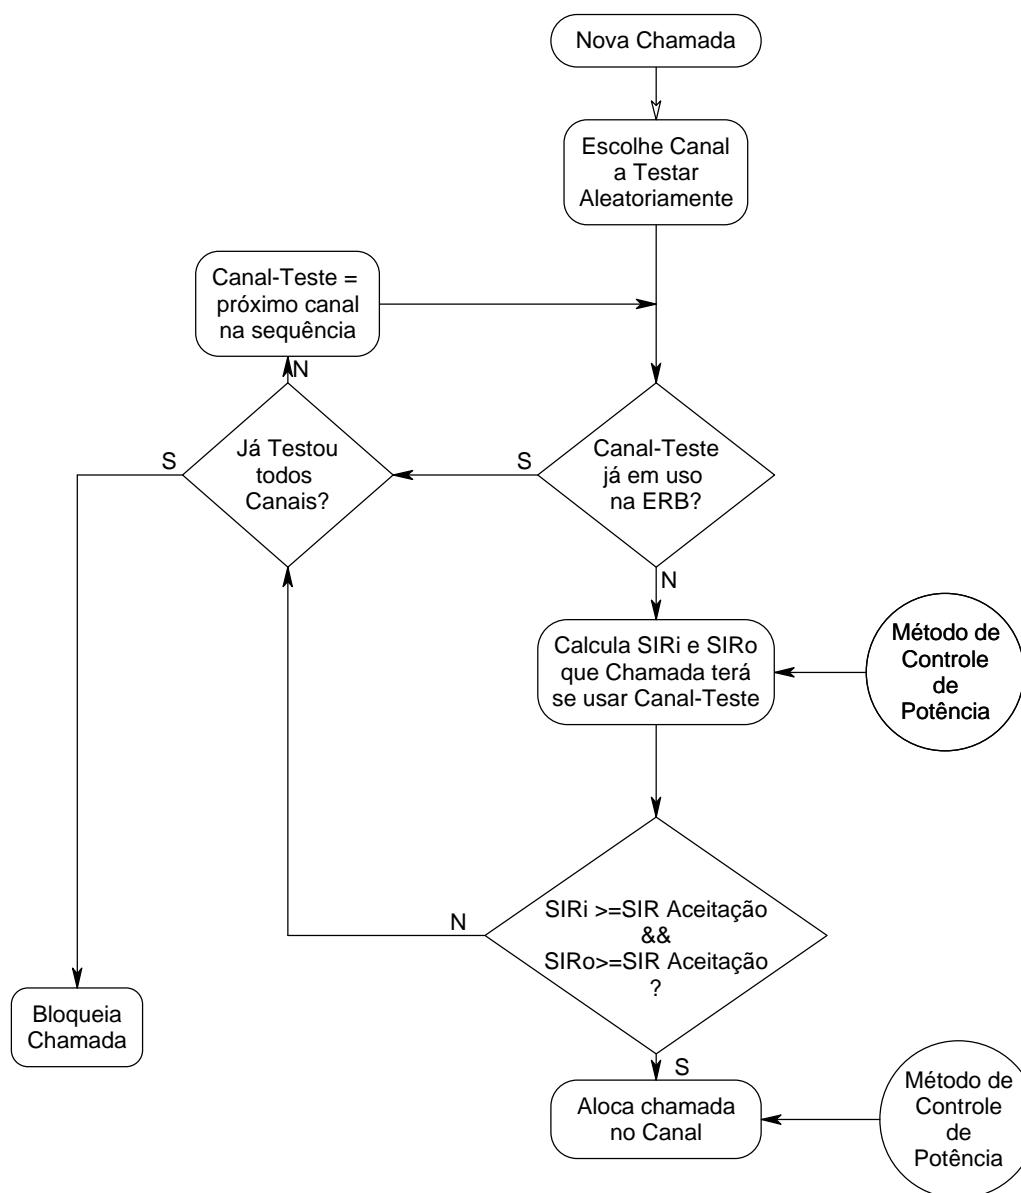 Nova Chamada
Escolhe Canal
a Testar
Aleatoriamente
Canal-Teste =
próximo canal
na sequência
N
Já Testou
todos
Canais?
S
Canal-Teste
já em uso
na ERB?
S
N
Calcula SIRi e SIRo
que Chamada terá
se usar Canal-Teste
Método de
Controle
de
Potência
SIRi >=SIR Aceitação
&&
SIRo>=SIR Aceitação
?
N
S
Bloqueia
Chamada
Aloca chamada
no Canal
Método de
Controle
de
Potência